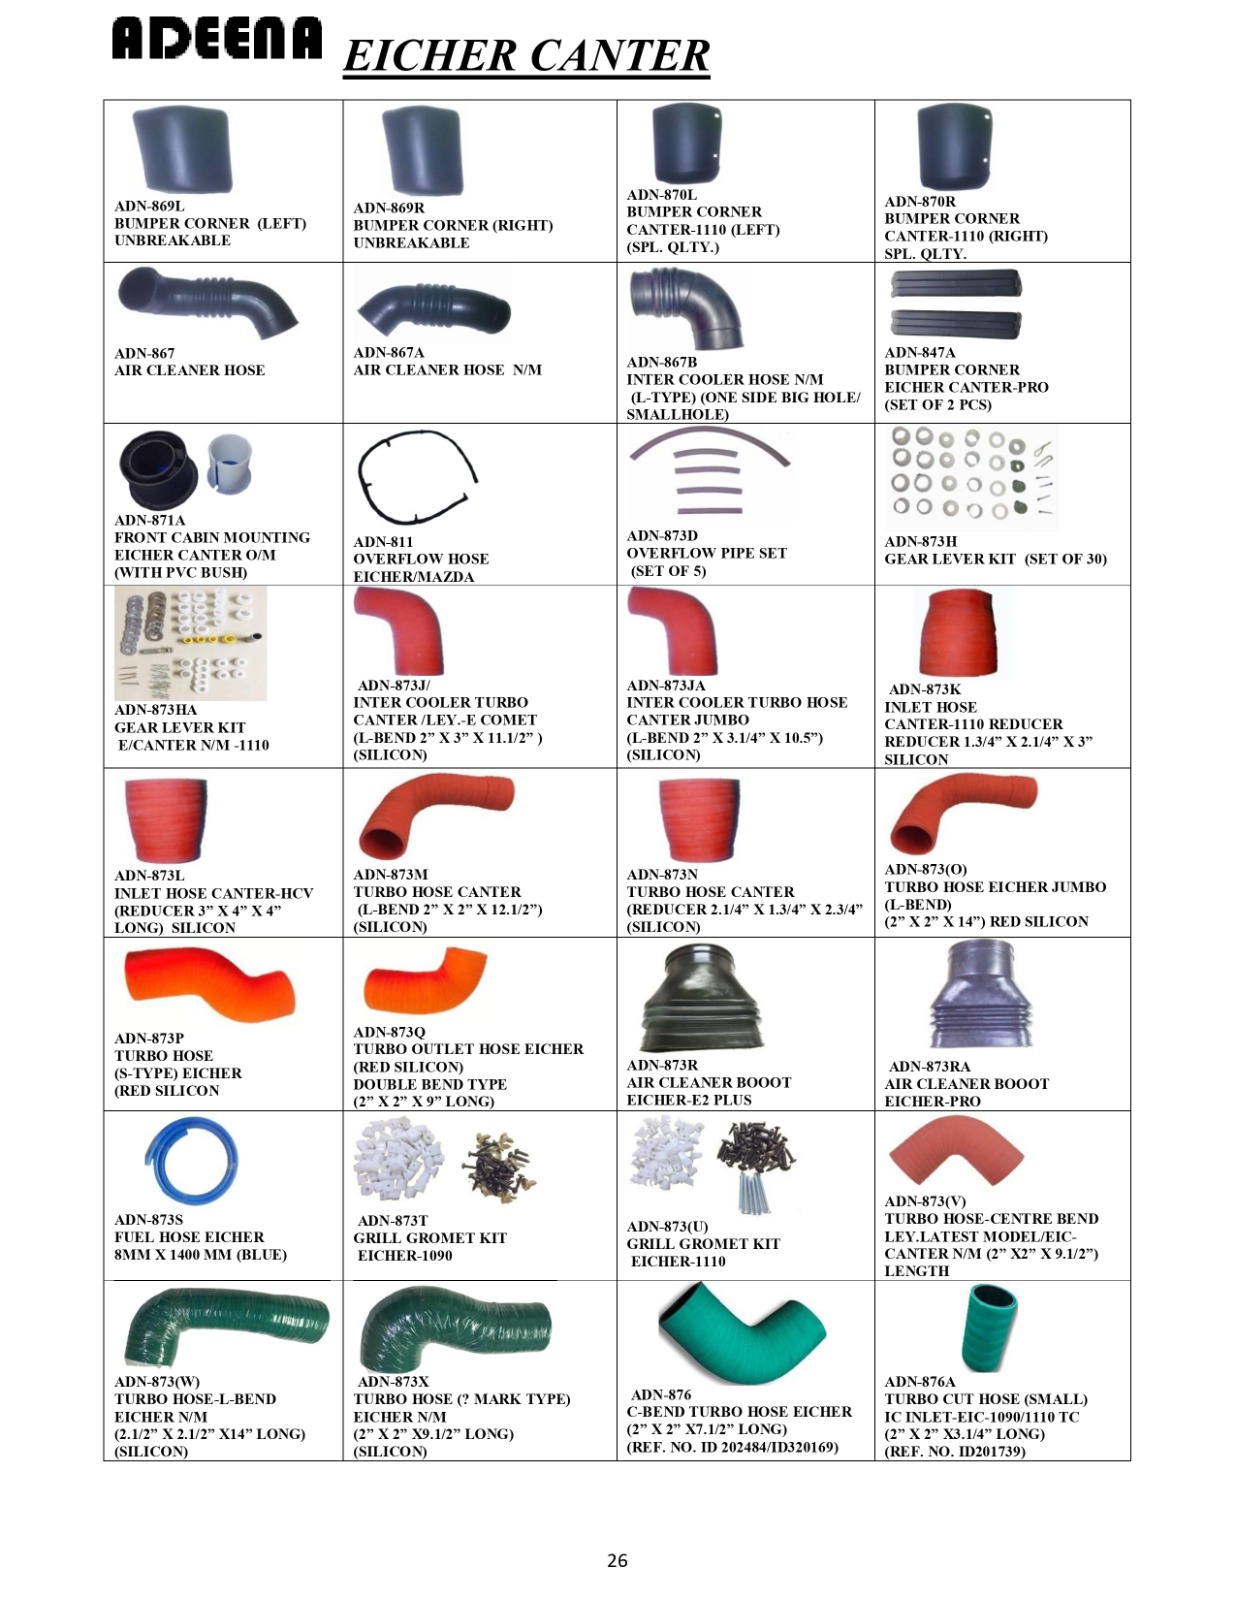 ADEENA
EICHER CANTER
ADN-869L
BUMPER CORNER (LEFT)
UNBREAKABLE
ADN-869R
BUMPER CORNER (RIGHT)
UNBREAKABLE
ADN-870L
BUMPER CORNER
CANTER-1110 (LEFT)
(SPL. QLTY.)
ADN-870R
BUMPER CORNER
CANTER-1110 (RIGHT)
SPL. QLTY.
ADN-867
AIR CLEANER HOSE
ADN-867A
AIR CLEANER HOSE N/M
ADN-867B
INTER COOLER HOSE N/M
(L-TYPE) (ONE SIDE BIG HOLE/
SMALLHOLE)
ADN-847A
BUMPER CORNER
EICHER CANTER-PRO
(SET OF 2 PCS)
ADN-871A
FRONT CABIN MOUNTING
EICHER CANTER O/M
(WITH PVC BUSH)
ADN-811
OVERFLOW HOSE
EICHER/MAZDA
ADN-873D
OVERFLOW PIPE SET
(SET OF 5)
ADN-873H
GEAR LEVER KIT (SET OF 30)
ADN-873HA
GEAR LEVER KIT
E/CANTER N/M -1110
ADN-873J/
INTER COOLER TURBO
CANTER /LEY.-E COMET
(L-BEND 2” X 3” X 11.1/2” )
(SILICON)
ADN-873JA
INTER COOLER TURBO HOSE
CANTER JUMBO
(L-BEND 2” X 3.1/4” X 10.5”)
(SILICON)
ADN-873K
INLET HOSE
CANTER-1110 REDUCER
REDUCER 1.3/4” X 2.1/4” X 3”
SILICON
ADN-873L
INLET HOSE CANTER-HCV
(REDUCER 3” X 4” X 4”
LONG) SILICON
ADN-873M
TURBO HOSE CANTER
(L-BEND 2” X 2” X 12.1/2”)
(SILICON)
ADN-873N
TURBO HOSE CANTER
(REDUCER 2.1/4” X 1.3/4” X 2.3/4”
(SILICON)
ADN-873(O)
TURBO HOSE EICHER JUMBO
(L-BEND)
(2” X 2” X 14”) RED SILICON
ADN-873P
TURBO HOSE
(S-TYPE) EICHER
(RED SILICON
ADN-873Q
TURBO OUTLET HOSE EICHER
(RED SILICON)
DOUBLE BEND TYPE
(2” X 2” X 9” LONG)
ADN-873R
AIR CLEANER BOOOT
EICHER-E2 PLUS
ADN-873RA
AIR CLEANER BOOOT
EICHER-PRO
ADN-873S
FUEL HOSE EICHER
8MM X 1400 MM (BLUE)
ADN-873T
GRILL GROMET KIT
EICHER-1090
ADN-873(U)
GRILL GROMET KIT
EICHER-1110
ADN-873(V)
TURBO HOSE-CENTRE BEND
LEY.LATEST MODEL/EIC-
CANTER N/M (2” X2” X 9.1/2”)
LENGTH
ADN-873(W)
TURBO HOSE-L-BEND
EICHER N/M
(2.1/2” X 2.1/2” X14” LONG)
(SILICON)
ADN-873X
TURBO HOSE (? MARK TYPE)
EICHER N/M
(2” X 2” X9.1/2” LONG)
(SILICON)
ADN-876
C-BEND TURBO HOSE EICHER
(2” X 2” X7.1/2” LONG)
(REF. NO. ID 202484/ID320169)
ADN-876A
TURBO CUT HOSE (SMALL)
IC INLET-EIC-1090/1110 TC
(2” X 2” X3.1/4” LONG)
(REF. NO. ID201739)
26